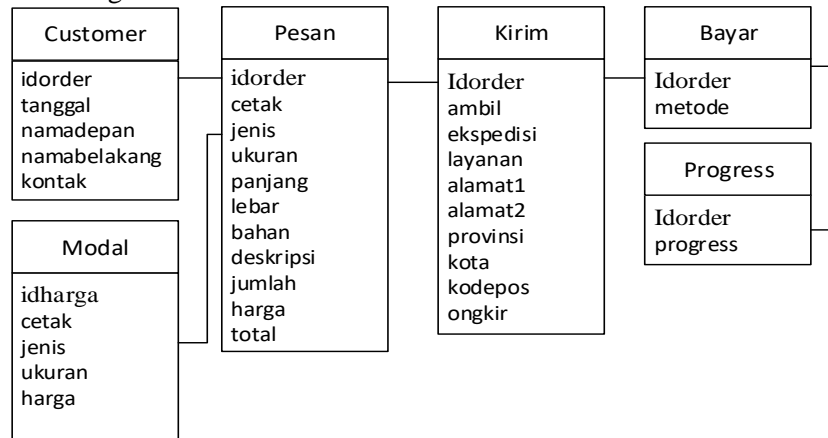 Customer
idorder
tanggal
namadepan
namabelakang
kontak
Modal
idharga
cetak
jenis
ukuran
harga
Pesan
idorder
cetak
jenis
ukuran
panjang
lebar
bahan
deskripsi
jumlah
harga
total
Kirim
Idorder
ambil
ekspedisi
layanan
alamat1
alamat2
provinsi
kota
kodepos
ongkir
Bayar
Idorder
metode
Progress
Idorder
progress